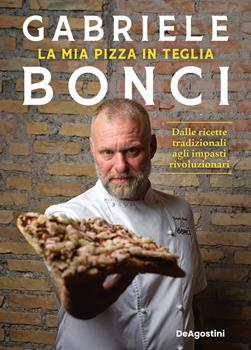 GABRIELE
LA MIA PIZZA IN TEGLIA
BONCI
Dalle ricette
tradizionali
agli impasti
rivoluzionari
DeAgostini